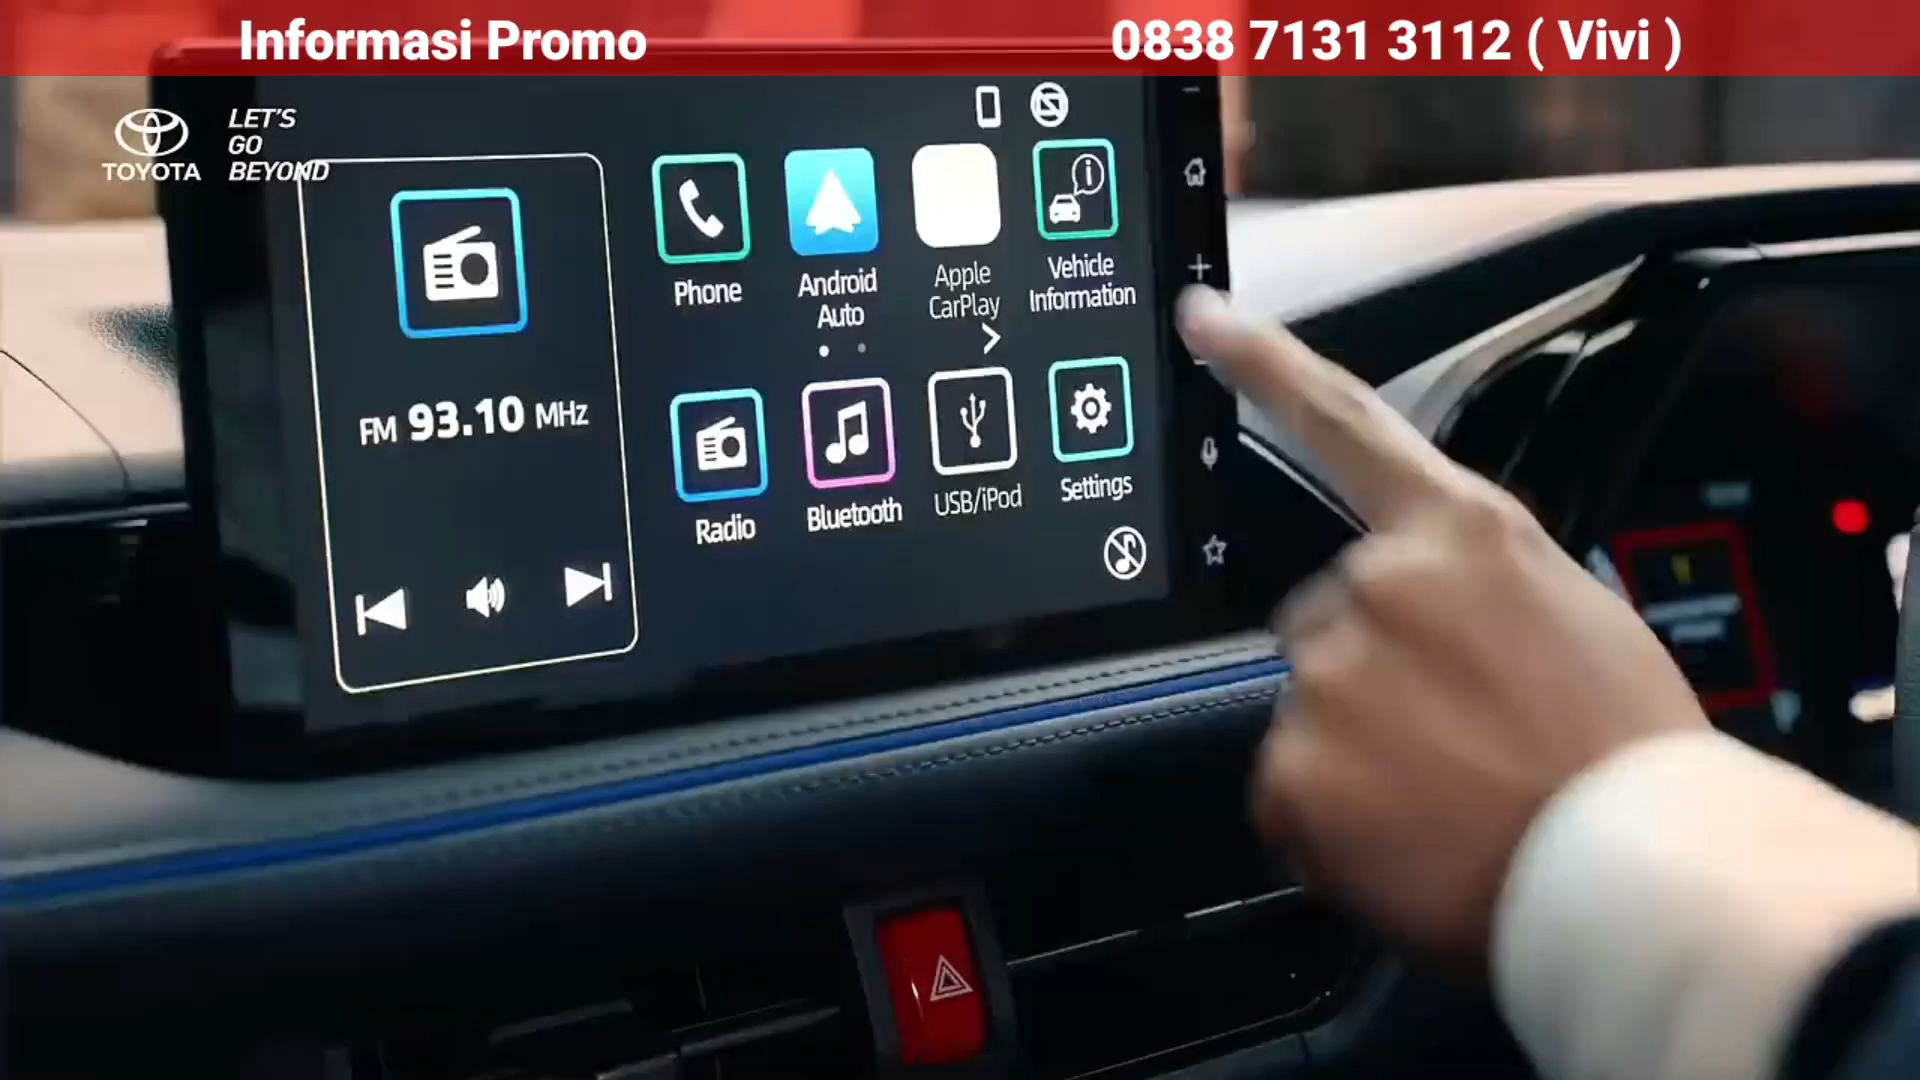 Informasi Promo
0838 7131 3112 ( Vivi )
TOYOTA
LET'S
GO
BEYOND
FM 93.10 MHz
Phone
Android
Auto
Apple
CarPlay
Vehicle
Information
Radio
Bluetooth
USB/iPod
Settings